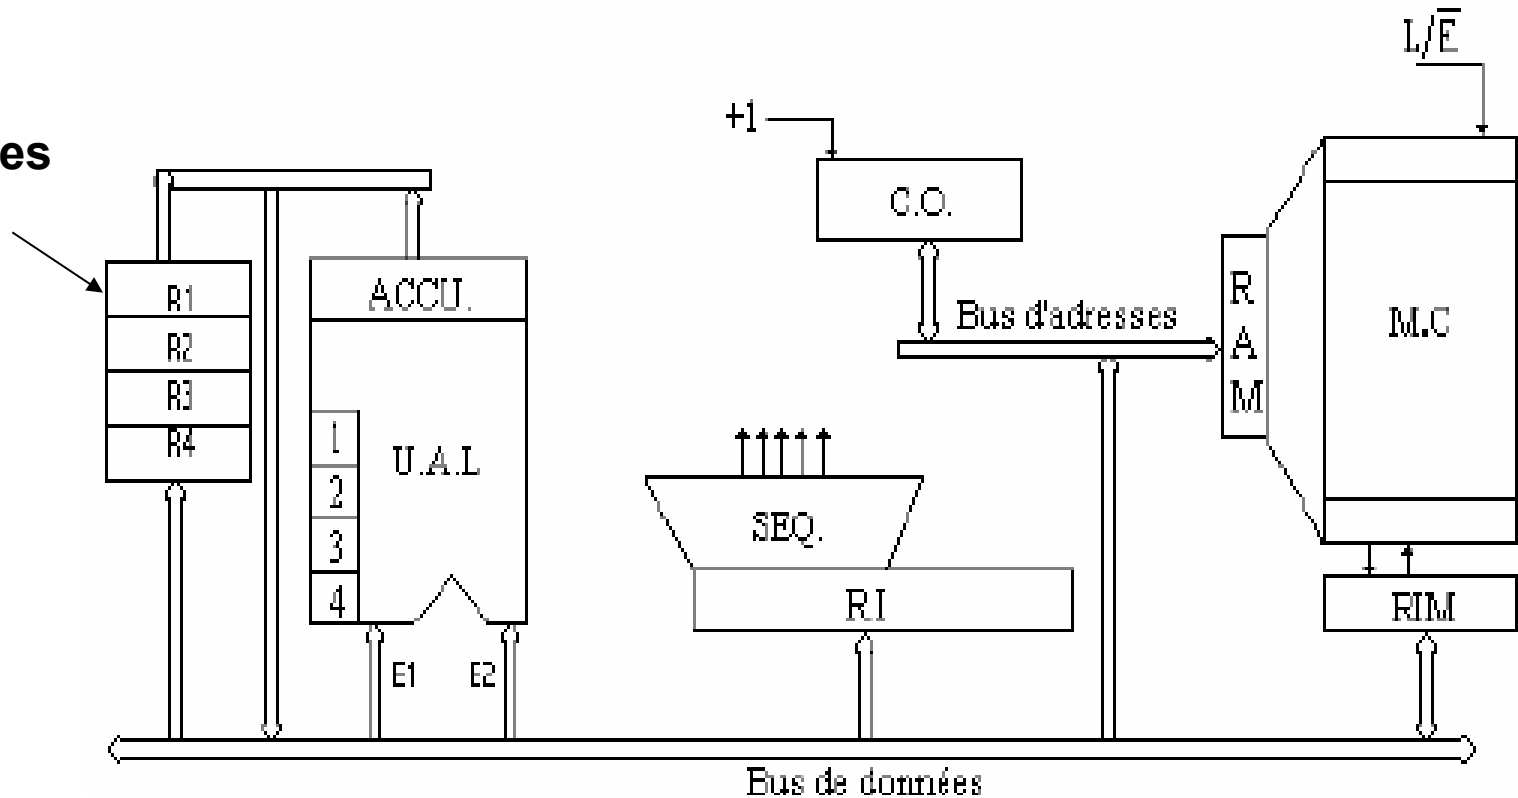 L/E̅
+1
es
C.O.
R1
ACCU.
R
A
M
Bus d'adresses
M.C
R2
R3
R4
1
U.A.L
2
SEQ.
3
4
RI
RIM
E1
E2
Bus de données